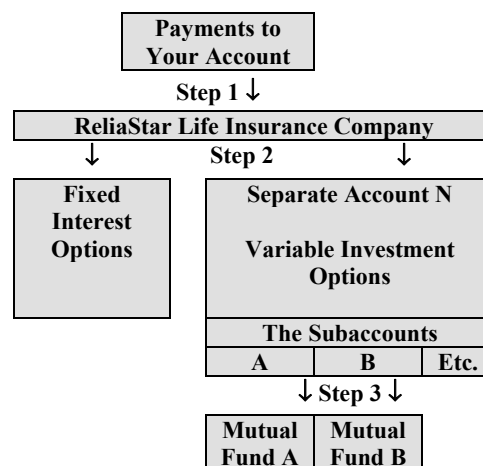 Payments to
Your Account
Step 1 ↓
ReliaStar Life Insurance Company
↓ Step 2 ↓
Fixed
Interest
Options
Separate Account N
Variable Investment
Options
The Subaccounts
A B Etc.
↓ Step 3 ↓
Mutual
Fund A
Mutual
Fund B